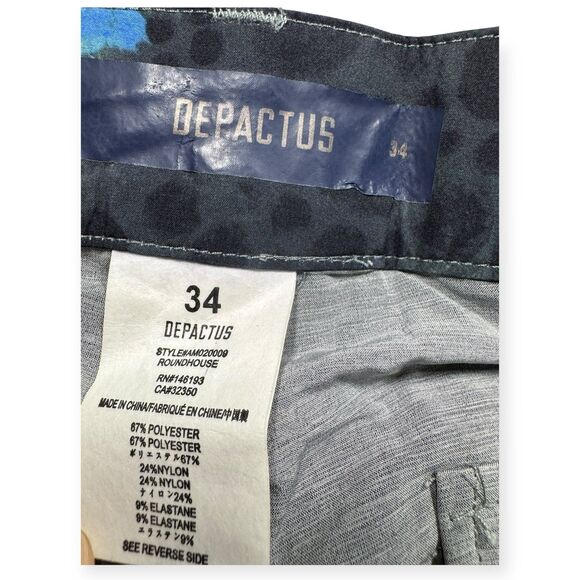 DEPACTUS 34
34
DEPACTUS
STYLE#AM020009
ROUNDHOUSE
RN#146193
CA#32350
MADE IN CHINA/FABRIQUÉ EN CHINE/中国製
67% POLYESTER
67% POLYESTER
ポリエステル67%
24%NYLON
24% NYLON
ナイロン24%
9% ELASTANE
9% ELASTANE
エラステン9%
SEE REVERSE SIDE